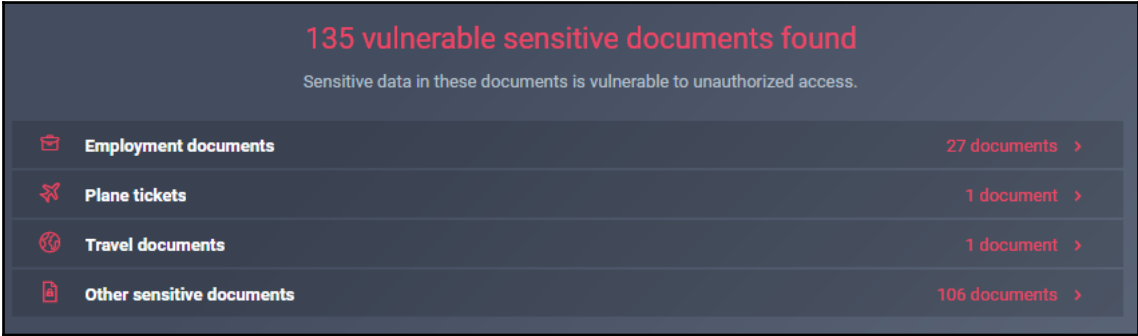 135 vulnerable sensitive documents found
Sensitive data in these documents is vulnerable to unauthorized access.
Employment documents 27 documents >
Plane tickets 1 document >
Travel documents 1 document >
Other sensitive documents 106 documents >